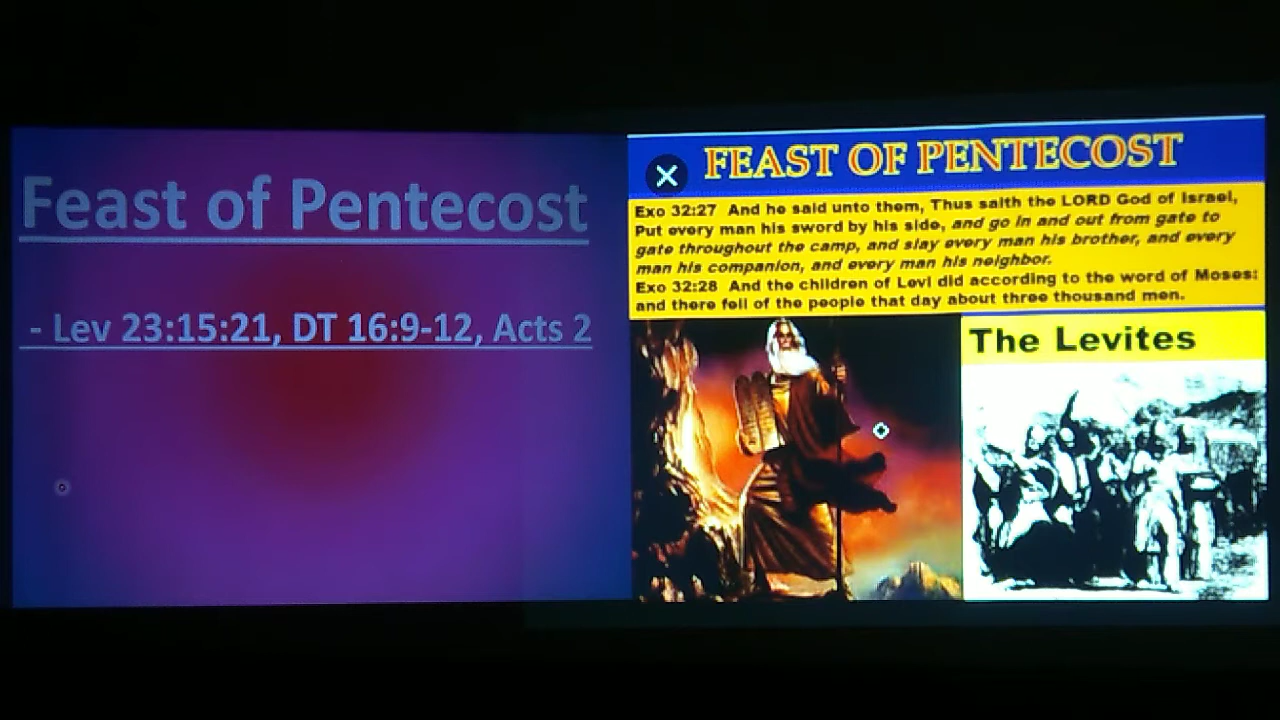 Feast of Pentecost
- Lev 23:15:21, DT 16:9-12, Acts 2
FEAST OF PENTECOST
Exo 32:27 And he said unto them, Thus saith the LORD God of Israel,
Put every man his sword by his side, and go in and out from gate to
gate throughout the camp, and slay every man his brother, and every
man his companion, and every man his neighbor.
Exo 32:28 And the children of Levi did according to the word of Moses:
and there fell of the people that day about three thousand men.
The Levites